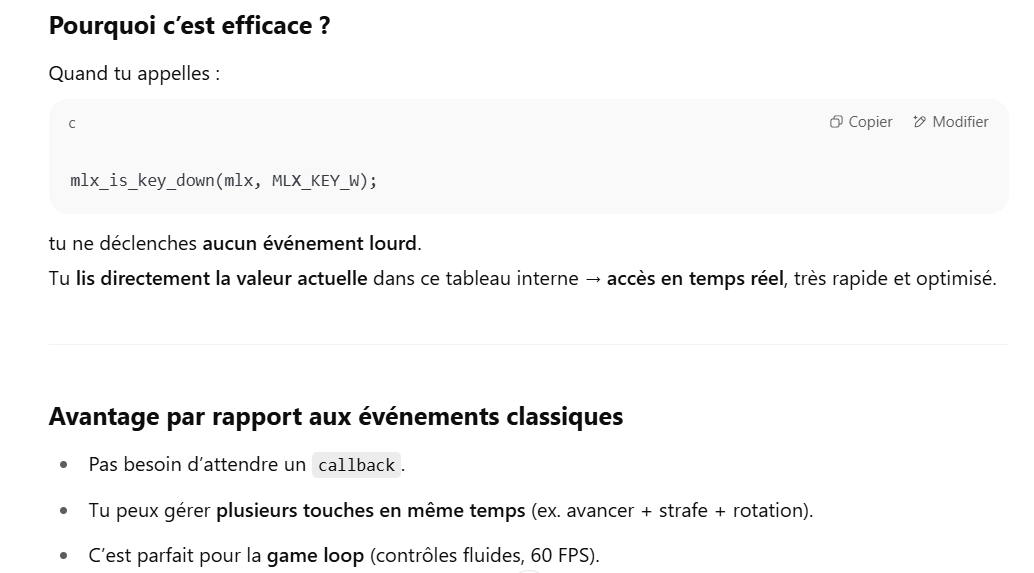 Pourquoi c’est efficace ?
Quand tu appelles :
c
Copier
Modifier
mlx_is_key_down(mlx, MLX_KEY_W);
tu ne déclenches aucun événement lourd.
Tu lis directement la valeur actuelle dans ce tableau interne → accès en temps réel, très rapide et optimisé.
Avantage par rapport aux événements classiques
• Pas besoin d’attendre un callback.
• Tu peux gérer plusieurs touches en même temps (ex. avancer + strafe + rotation).
• C’est parfait pour la game loop (contrôles fluides, 60 FPS).